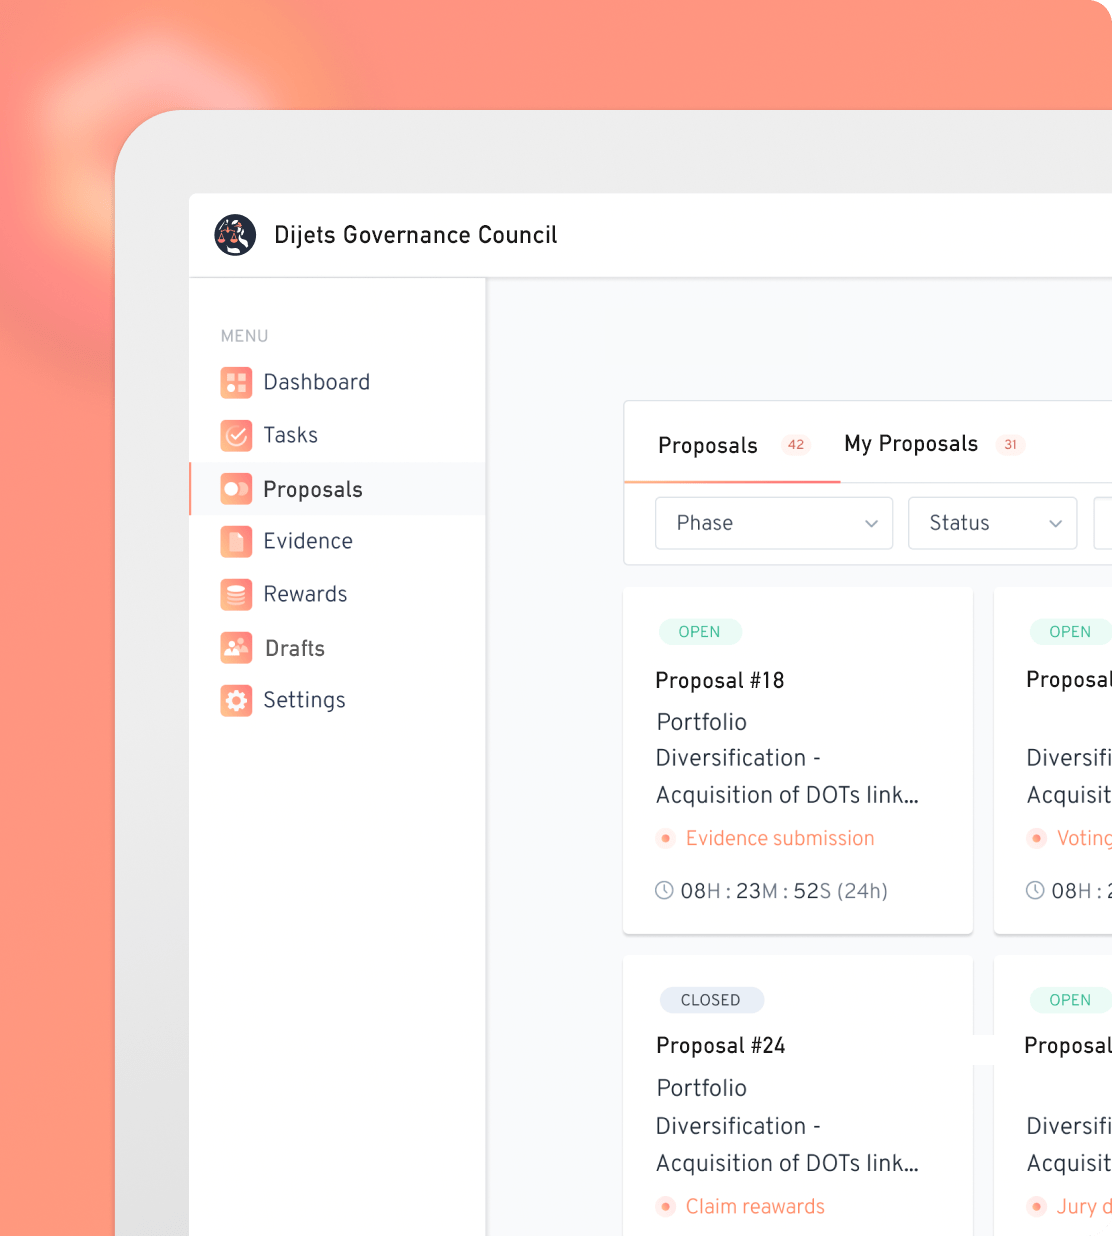 Dijets Governance Council
MENU
Dashboard
Tasks
Proposals
Evidence
Rewards
Drafts
Settings
Proposals 42 My Proposals 31
Phase Status
OPEN
Proposal #18
Portfolio
Diversification -
Acquisition of DOTs link...
Evidence submission
08H : 23M : 52S (24h)
OPEN
Proposal
Diversifi
Acquisit
Voting
08H : 2
CLOSED
Proposal #24
Portfolio
Diversification -
Acquisition of DOTs link...
Claim reawards
OPEN
Proposal
Diversifi
Acquisit
Jury d